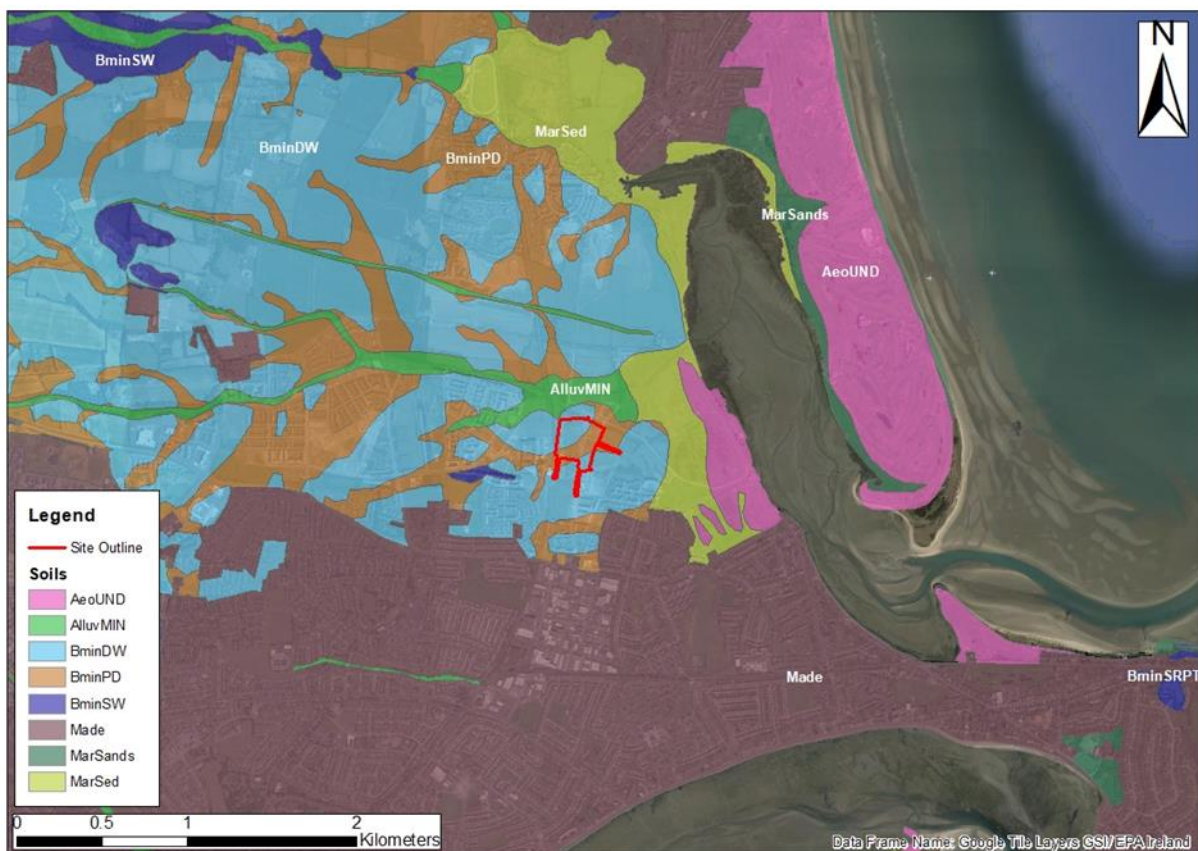 N
BminSW
BminDW
BminPD
MarSed
MarSands
AeoUND
AlluvMIN
Made
BminSRPT
Legend
Site Outline
Soils
AeoUND
AlluvMIN
BminDW
BminPD
BminSW
Made
MarSands
MarSed
0 0.5 1 2
Kilometers
Data Frame Name: Google Tile Layers GSI/EPA Ireland